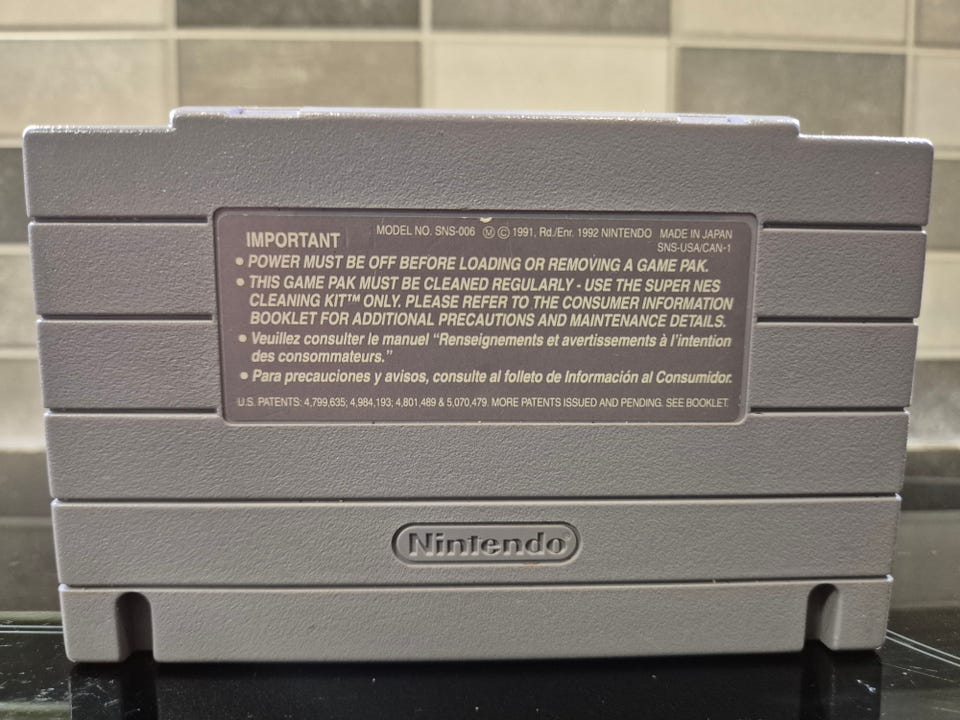 IMPORTANT MODEL NO. SNS-006 Ⓜ © 1991, Rd./Enr. 1992 NINTENDO MADE IN JAPAN
SNS-USA/CAN-1
• POWER MUST BE OFF BEFORE LOADING OR REMOVING A GAME PAK.
• THIS GAME PAK MUST BE CLEANED REGULARLY - USE THE SUPER NES
CLEANING KIT™ ONLY. PLEASE REFER TO THE CONSUMER INFORMATION
BOOKLET FOR ADDITIONAL PRECAUTIONS AND MAINTENANCE DETAILS.
• Veuillez consulter le manuel “Renseignements et avertissements à l'intention
des consommateurs.”
• Para precauciones y avisos, consulte al folleto de Información al Consumidor.
U.S. PATENTS: 4,799,635; 4,984,193; 4,801,489 & 5,070,479. MORE PATENTS ISSUED AND PENDING. SEE BOOKLET.
Nintendo